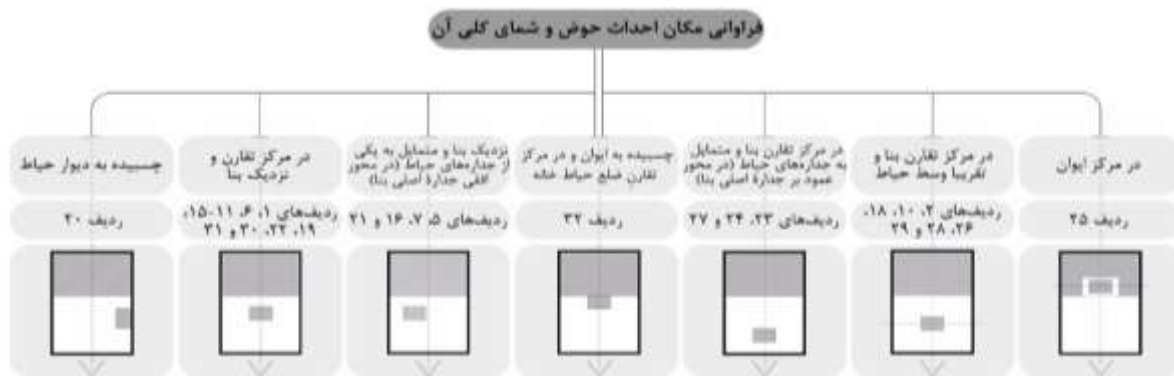 فراوانی مکان احداث حوض و شمای کلی آن
در مرکز ایوان
ردیف ۲۵
در مرکز تقارن بنا و
تقریبا وسط حیاط
ردیف‌های ۲، ۱۰، ۱۸،
۲۶، ۲۸ و ۲۹
در مرکز تقارن بنا و متمایل
به جداره‌های حیاط (در محور
عمود بر جدارهٔ اصلی بنا)
ردیف‌های ۲۳، ۲۴ و ۲۷
چسبیده به ایوان و در مرکز
تقارن ضلع حیاط خانه
ردیف ۳۲
نزدیک بنا و متمایل به یکی
از جداره‌های حیاط (در محور
افقی جدارهٔ اصلی بنا)
ردیف‌های ۵، ۷، ۱۶ و ۲۱
در مرکز تقارن و
نزدیک بنا
ردیف‌های ۱، ۶، ۱۱-۱۵،
۱۹، ۲۲، ۳۰ و ۳۱
چسبیده به دیوار حیاط
ردیف ۲۰